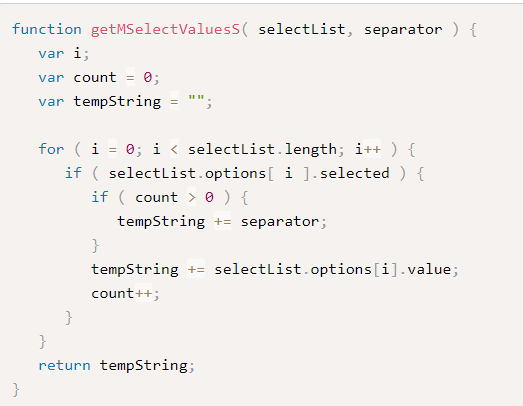 function getMSelectValuesS( selectList, separator ) {
   var i;
   var count = 0;
   var tempString = "";

   for ( i = 0; i < selectList.length; i++ ) {
      if ( selectList.options[ i ].selected ) {
         if ( count > 0 ) {
            tempString += separator;
         }
         tempString += selectList.options[i].value;
         count++;
      }
   }
   return tempString;
}